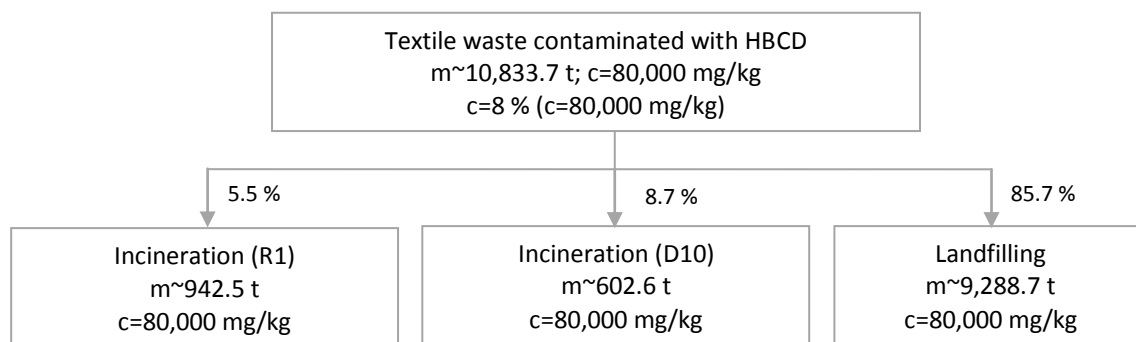 Textile waste contaminated with HBCD
m~10,833.7 t; c=80,000 mg/kg
c=8 % (c=80,000 mg/kg)
5.5 %
8.7 %
85.7 %
Incineration (R1)
m~942.5 t
c=80,000 mg/kg
Incineration (D10)
m~602.6 t
c=80,000 mg/kg
Landfilling
m~9,288.7 t
c=80,000 mg/kg